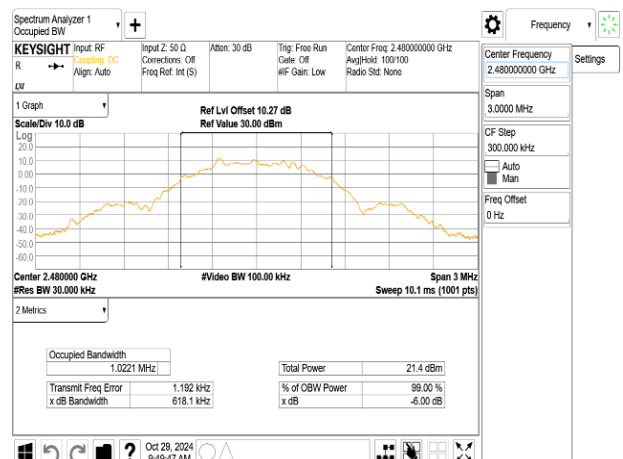 Spectrum Analyzer 1
Occupied BW
Frequency
Settings
KEYSIGHT
R
Input: RF
Coupling: DC
Align: Auto
Input Z: 50 Ω
Corrections: Off
Freq Ref: Int (S)
Atten: 30 dB
Trig: Free Run
Gate: Off
#IF Gain: Low
Center Freq: 2.480000000 GHz
Avg|Hold: 100/100
Radio Std: None
1 Graph
Scale/Div 10.0 dB
Ref Lvl Offset 10.27 dB
Ref Value 30.00 dBm
Log
20.0
10.0
0.00
-10.0
-20.0
-30.0
-40.0
-50.0
-60.0
Center 2.480000 GHz
#Res BW 30.000 kHz
#Video BW 100.00 kHz
Span 3 MHz
Sweep 10.1 ms (1001 pts)
2 Metrics
Occupied Bandwidth
1.0221 MHz
Transmit Freq Error 1.192 kHz
x dB Bandwidth 618.1 kHz
Total Power 21.4 dBm
% of OBW Power 99.00 %
x dB -6.00 dB
Center Frequency
2.480000000 GHz
Span
3.0000 MHz
CF Step
300.000 kHz
Auto
Man
Freq Offset
0 Hz
?
Oct 29, 2024
9:49:47 AM